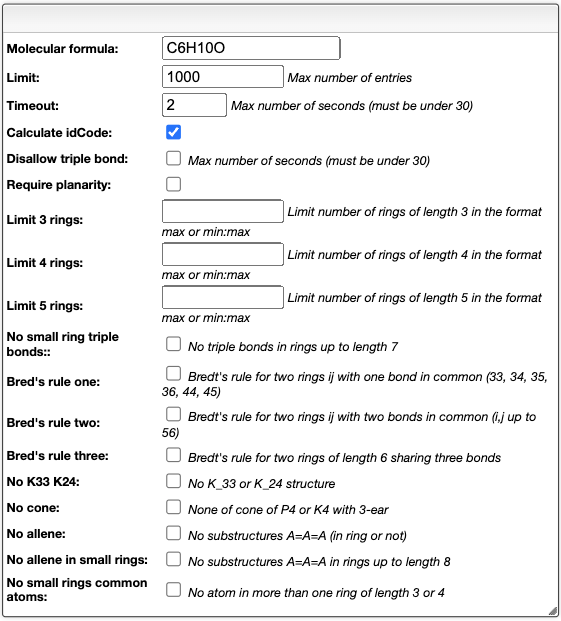 Molecular formula: C6H10O
Limit: 1000 Max number of entries
Timeout: 2 Max number of seconds (must be under 30)
Calculate idCode:
Disallow triple bond: Max number of seconds (must be under 30)
Require planarity:
Limit 3 rings: Limit number of rings of length 3 in the format
max or min:max
Limit 4 rings: Limit number of rings of length 4 in the format
max or min:max
Limit 5 rings: Limit number of rings of length 5 in the format
max or min:max
No small ring triple
bonds:: No triple bonds in rings up to length 7
Bred's rule one: Bredt's rule for two rings ij with one bond in common (33, 34, 35,
36, 44, 45)
Bred's rule two: Bredt's rule for two rings ij with two bonds in common (i,j up to
56)
Bred's rule three: Bredt's rule for two rings of length 6 sharing three bonds
No K33 K24: No K_33 or K_24 structure
No cone: None of cone of P4 or K4 with 3-ear
No allene: No substructures A=A=A (in ring or not)
No allene in small rings: No substructures A=A=A in rings up to length 8
No small rings common
atoms: No atom in more than one ring of length 3 or 4